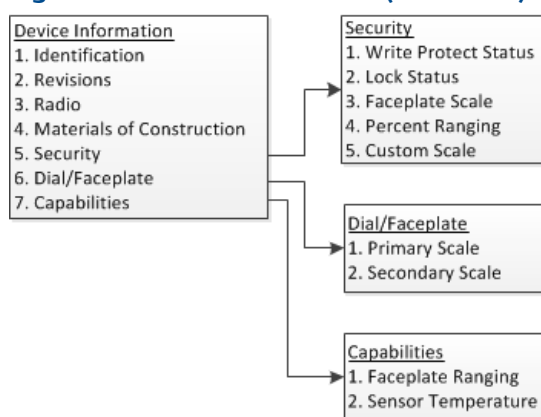 Device Information
1. Identification
2. Revisions
3. Radio
4. Materials of Construction
5. Security
6. Dial/Faceplate
7. Capabilities
Security
1. Write Protect Status
2. Lock Status
3. Faceplate Scale
4. Percent Ranging
5. Custom Scale
Dial/Faceplate
1. Primary Scale
2. Secondary Scale
Capabilities
1. Faceplate Ranging
2. Sensor Temperature